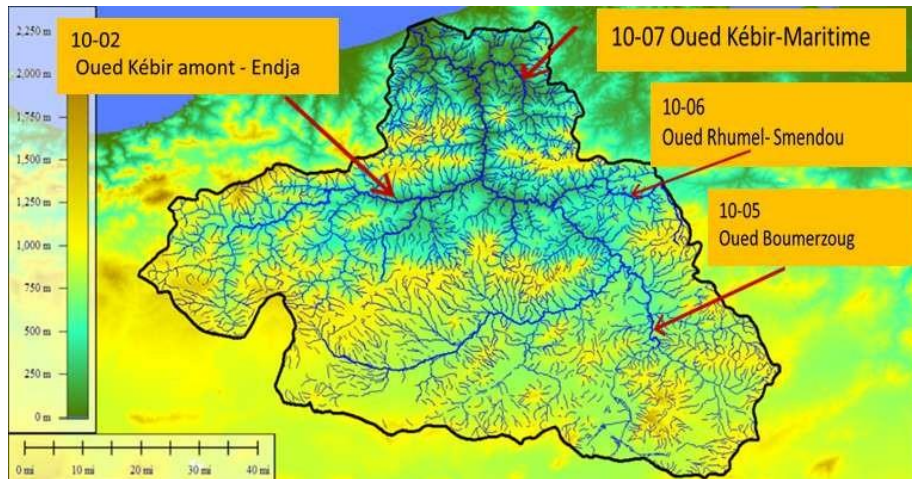 2,250 m
2,000 m
1,750 m
1,500 m
1,250 m
1,000 m
750 m
500 m
250 m
0 m
10-02
Oued Kébir amont - Endja
10-07 Oued Kébir-Maritime
10-06
Oued Rhumel- Smendou
10-05
Oued Boumerzoug
0 mi 10 mi 20 mi 30 mi 40 mi